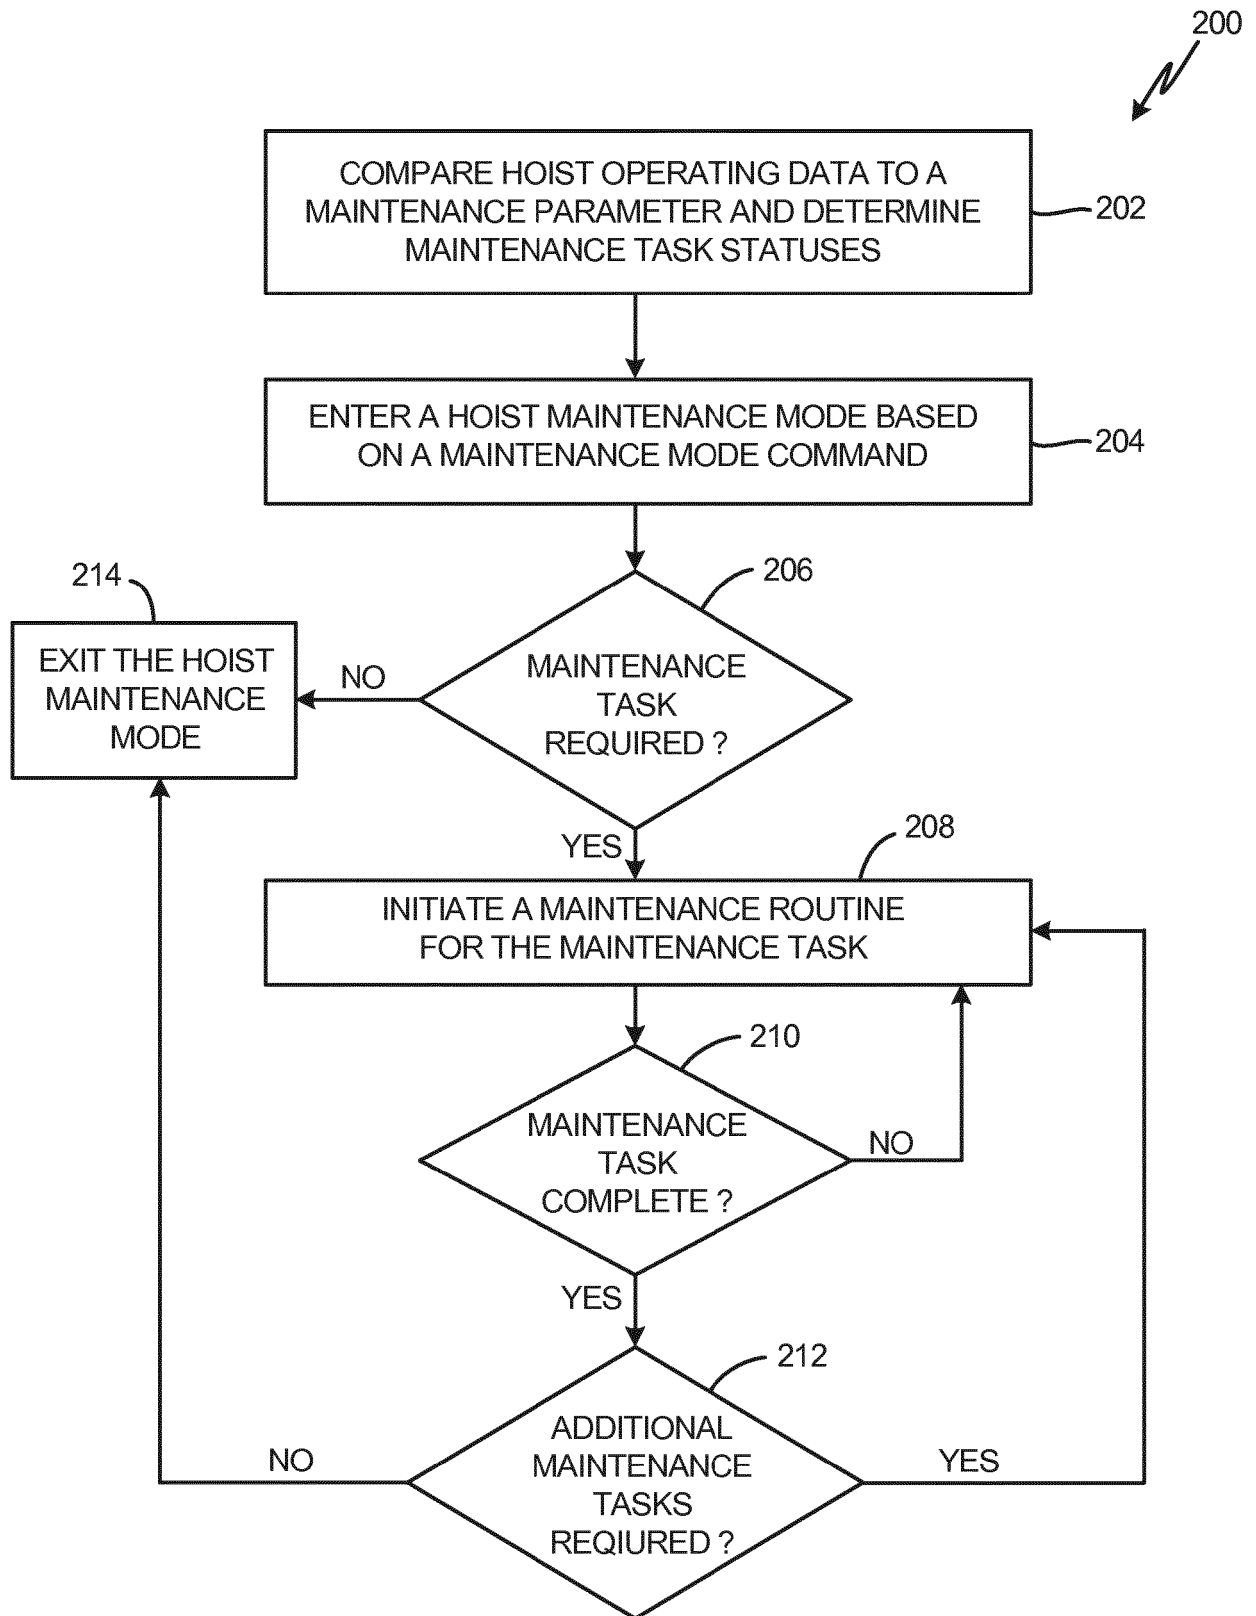 200
COMPARE HOIST OPERATING DATA TO A
MAINTENANCE PARAMETER AND DETERMINE
MAINTENANCE TASK STATUSES
202
ENTER A HOIST MAINTENANCE MODE BASED
ON A MAINTENANCE MODE COMMAND
204
206
214
EXIT THE HOIST
MAINTENANCE
MODE
NO
MAINTENANCE
TASK
REQUIRED ?
YES
208
INITIATE A MAINTENANCE ROUTINE
FOR THE MAINTENANCE TASK
210
MAINTENANCE
TASK
COMPLETE ?
NO
YES
212
ADDITIONAL
MAINTENANCE
TASKS
REQIURED ?
NO
YES